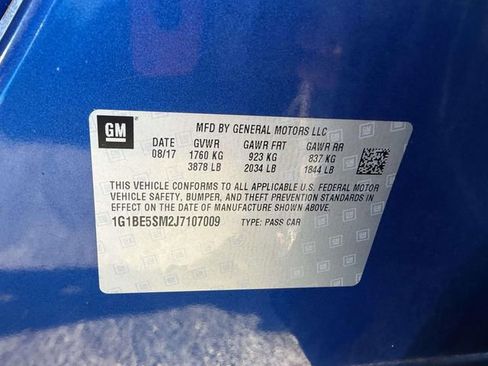 GM
MFD BY GENERAL MOTORS LLC
DATE GVWR GAWR FRT GAWR RR
08/17 1760 KG 923 KG 837 KG
3878 LB 2034 LB 1844 LB
THIS VEHICLE CONFORMS TO ALL APPLICABLE U.S. FEDERAL MOTOR
VEHICLE SAFETY, BUMPER, AND THEFT PREVENTION STANDARDS IN
EFFECT ON THE DATE OF MANUFACTURE SHOWN ABOVE.
1G1BE5SM2J7107009 TYPE: PASS CAR